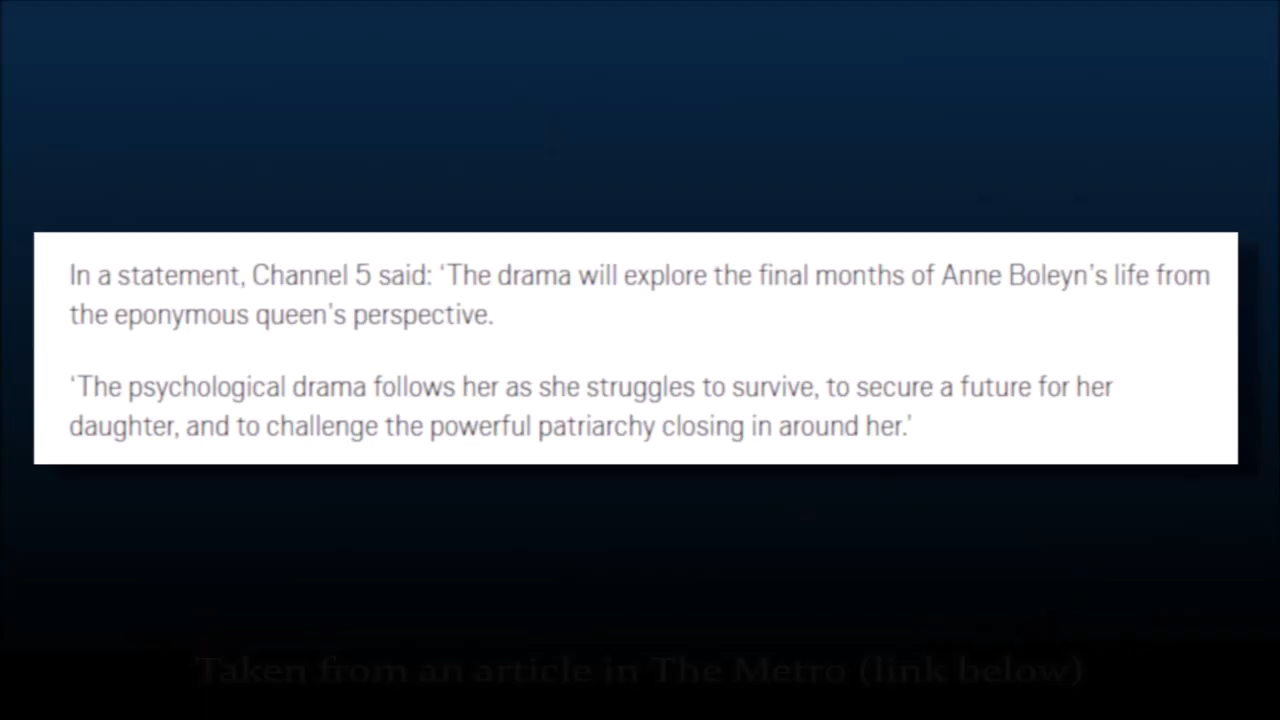 In a statement, Channel 5 said: ‘The drama will explore the final months of Anne Boleyn’s life from
the eponymous queen’s perspective.
‘The psychological drama follows her as she struggles to survive, to secure a future for her
daughter, and to challenge the powerful patriarchy closing in around her.’
Taken from an article in The Metro (link below)